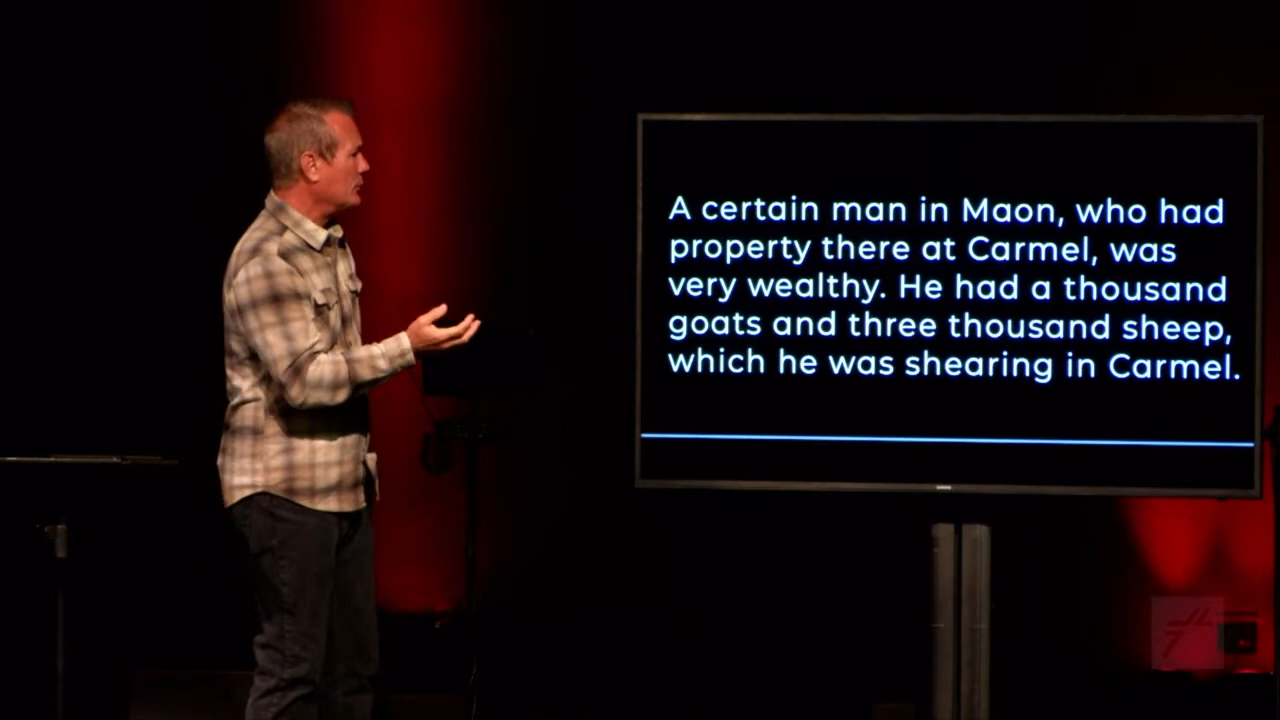 A certain man in Maon, who had
property there at Carmel, was
very wealthy. He had a thousand
goats and three thousand sheep,
which he was shearing in Carmel.